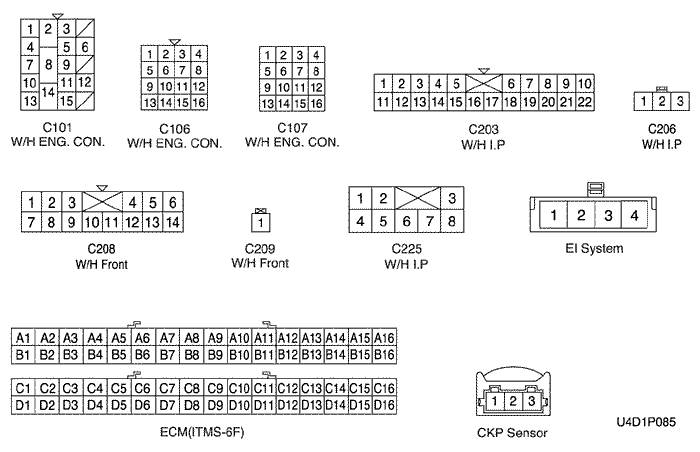 1 2 3
4 5 6
7 8 9
10 11 12
14
13 15
C101
W/H ENG. CON.
1 2 3 4
5 6 7 8
9 10 11 12
13 14 15 16
C106
W/H ENG. CON.
1 2 3 4
5 6 7 8
9 10 11 12
13 14 15 16
C107
W/H ENG. CON.
1 2 3 4 5 6 7 8 9 10
11 12 13 14 15 16 17 18 19 20 21 22
C203
W/H I.P
1 2 3
C206
W/H I.P
1 2 3 4 5 6
7 8 9 10 11 12 13 14
C208
W/H Front
1
C209
W/H Front
1 2 3
4 5 6 7 8
C225
W/H I.P
1 2 3 4
EI System
A1 A2 A3 A4 A5 A6 A7 A8 A9 A10 A11 A12 A13 A14 A15 A16
B1 B2 B3 B4 B5 B6 B7 B8 B9 B10 B11 B12 B13 B14 B15 B16
C1 C2 C3 C4 C5 C6 C7 C8 C9 C10 C11 C12 C13 C14 C15 C16
D1 D2 D3 D4 D5 D6 D7 D8 D9 D10 D11 D12 D13 D14 D15 D16
ECM(ITMS-6F)
1 2 3
CKP Sensor
U4D1P085